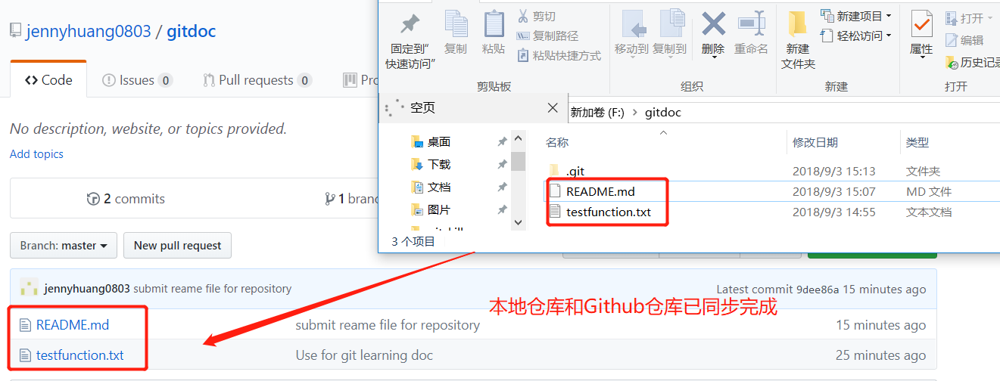 jennyhuang0803 / gitdoc
Code
Issues 0
Pull requests 0
Pro
No description, website, or topics provided.
Add topics
2 commits
1 branc
Branch: master
New pull request
jennyhuang0803 submit reame file for repository
Latest commit 9dee86a 15 minutes ago
README.md
submit reame file for repository
15 minutes ago
testfunction.txt
Use for git learning doc
25 minutes ago
固定到“
快速访问”
复制
粘贴
剪切
复制路径
粘贴快捷方式
剪贴板
移动到
复制到
删除
重命名
组织
新建
文件夹
新建项目
轻松访问
新建
属性
打开
编辑
历史记录
打开
空页
新加卷 (F:) > gitdoc
桌面
下载
文档
图片
名称
修改日期
类型
.git
2018/9/3 15:13
文件夹
README.md
2018/9/3 15:07
MD 文件
testfunction.txt
2018/9/3 14:55
文本文档
3 个项目
本地仓库和Github仓库已同步完成